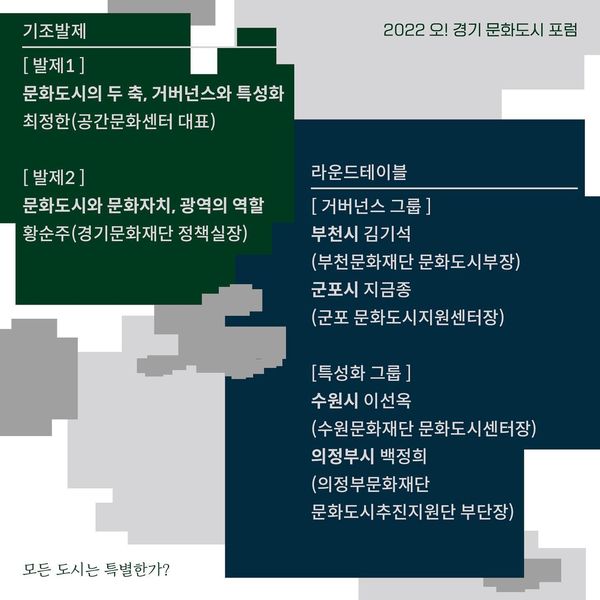 2022 오! 경기 문화도시 포럼
기조발제
[ 발제1 ]
문화도시의 두 축, 거버넌스와 특성화
최정한(공간문화센터 대표)
[ 발제2 ]
문화도시와 문화자치, 광역의 역할
황순주(경기문화재단 정책실장)
라운드테이블
[ 거버넌스 그룹 ]
부천시 김기석
(부천문화재단 문화도시부장)
군포시 지금종
(군포 문화도시지원센터장)
[특성화 그룹 ]
수원시 이선옥
(수원문화재단 문화도시센터장)
의정부시 백정희
(의정부문화재단
문화도시추진지원단 부단장)
모든 도시는 특별한가?